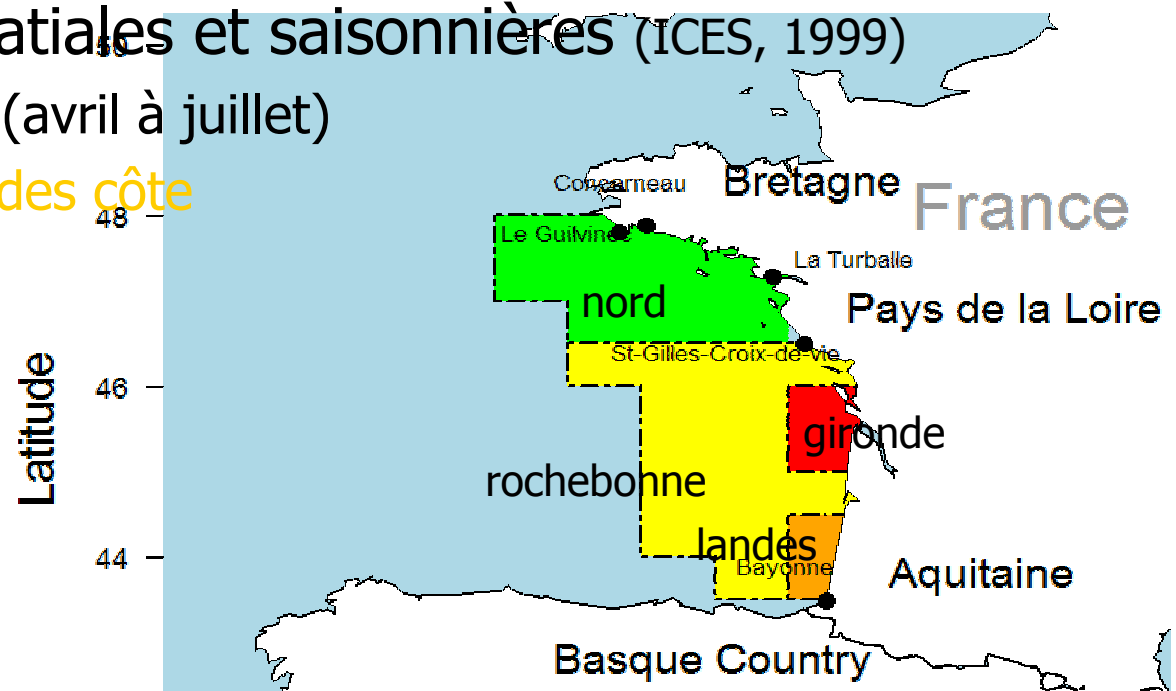 atiales et saisonnières (ICES, 1999)
50
(avril à juillet)
des côte
Concarneau
Bretagne
France
48
Le Guilvinec
La Turballe
nord
Pays de la Loire
St-Gilles-Croix-de-vie
Latitude
46
gironde
rochebonne
landes
44
Bayonne
Aquitaine
Basque Country